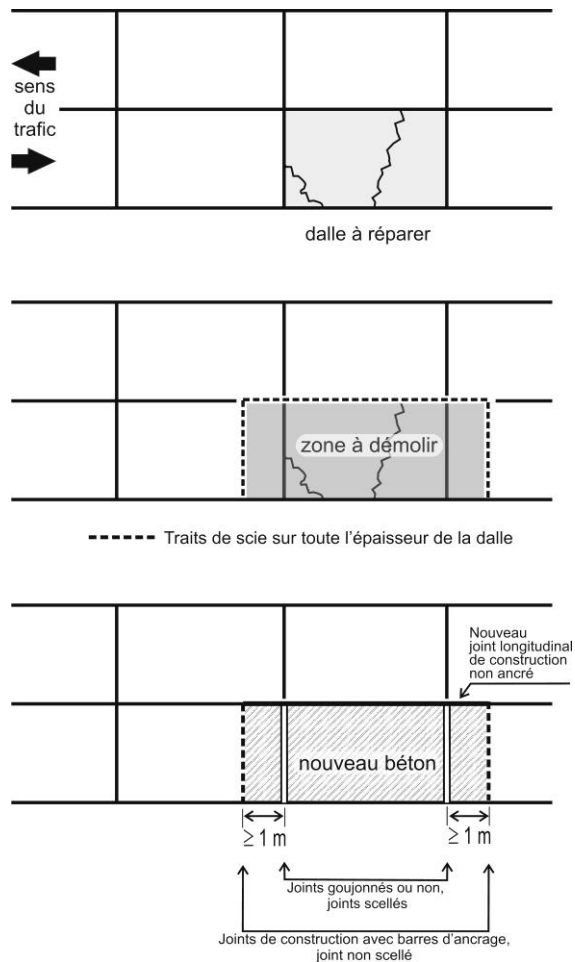 sens
du
trafic
dalle à réparer
zone à démolir
Traits de scie sur toute l'épaisseur de la dalle
Nouveau
joint longitudinal
de construction
non ancré
nouveau béton
≥ 1 m
≥ 1 m
Joints goujonnés ou non,
joints scellés
Joints de construction avec barres d'ancrage,
joint non scellé